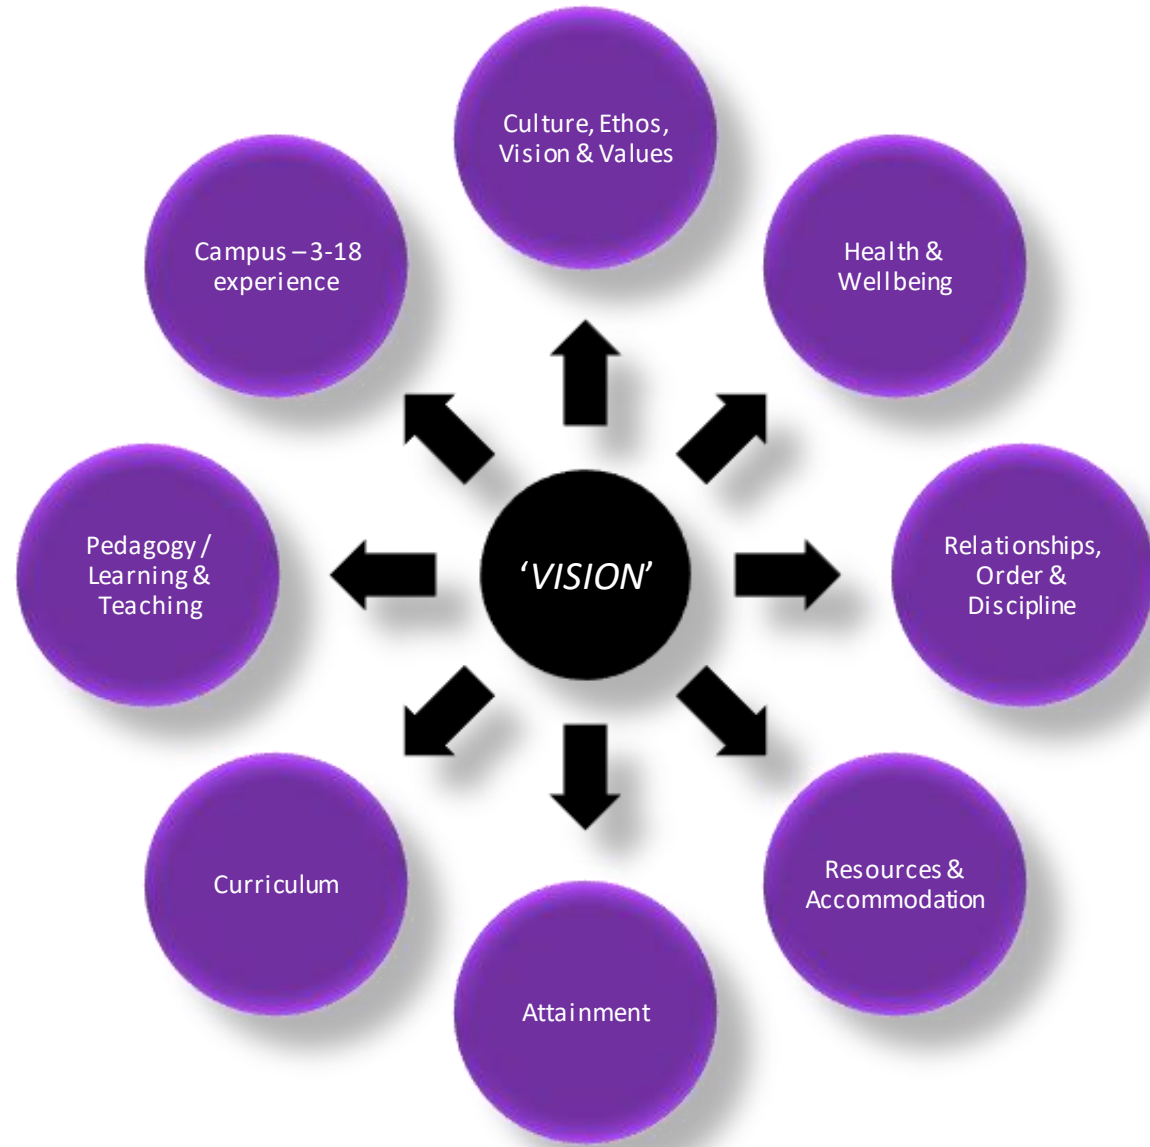 Culture, Ethos,
Vision & Values
Health &
Wellbeing
Relationships,
Order &
Discipline
Resources &
Accommodation
Attainment
Curriculum
Pedagogy /
Learning &
Teaching
Campus – 3-18
experience
‘VISION’